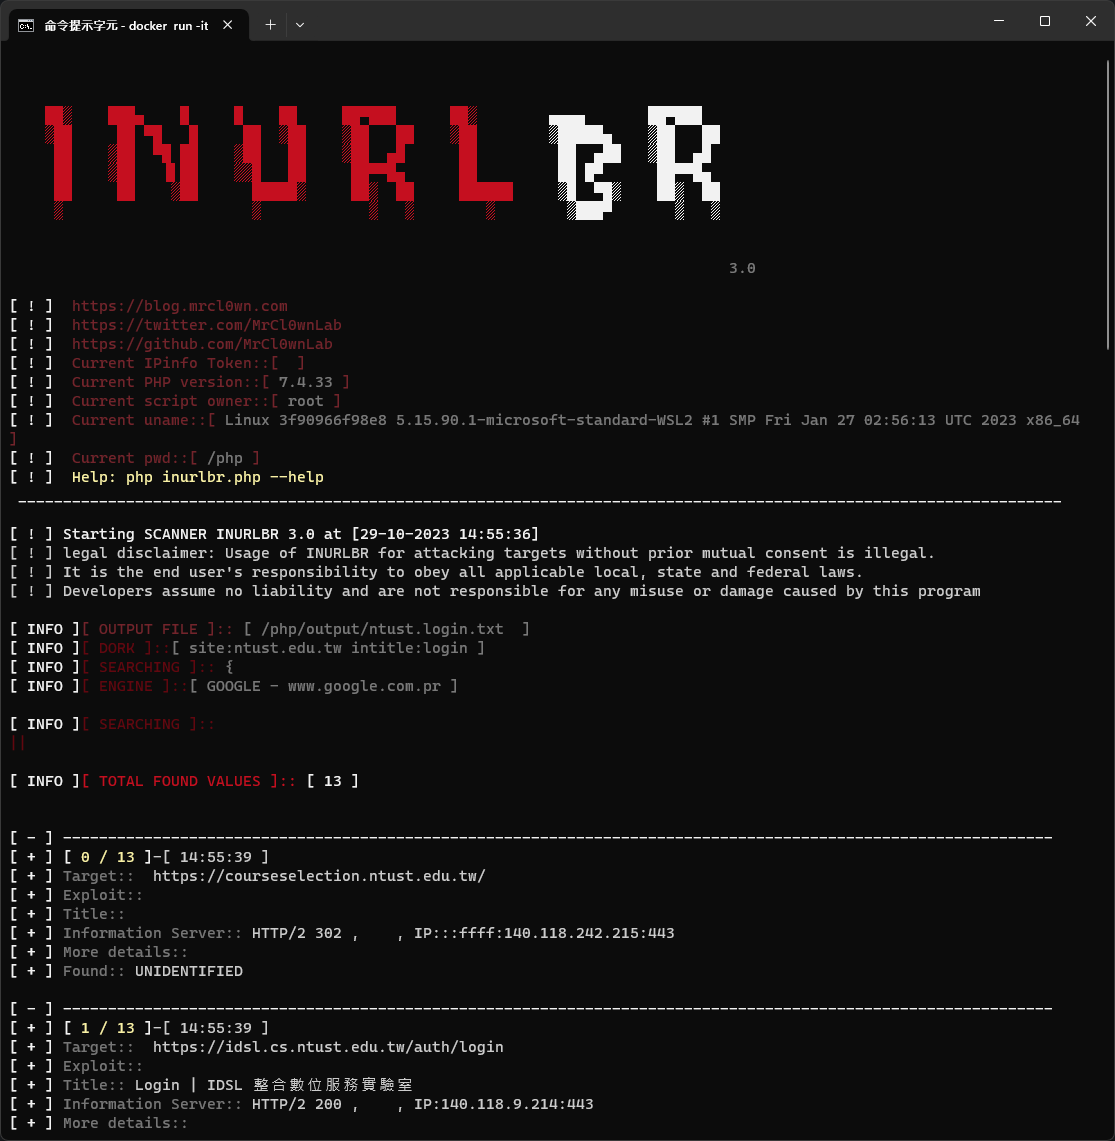 命令提示字元 - docker run -it
INURLBR
3.0
[ ! ] https://blog.mrcl0wn.com
[ ! ] https://twitter.com/MrCl0wnLab
[ ! ] https://github.com/MrCl0wnLab
[ ! ] Current IPinfo Token::[  ]
[ ! ] Current PHP version::[ 7.4.33 ]
[ ! ] Current script owner::[ root ]
[ ! ] Current uname::[ Linux 3f90966f98e8 5.15.90.1-microsoft-standard-WSL2 #1 SMP Fri Jan 27 02:56:13 UTC 2023 x86_64
]
[ ! ] Current pwd::[ /php ]
[ ! ] Help: php inurlbr.php --help
[ ! ] Starting SCANNER INURLBR 3.0 at [29-10-2023 14:55:36]
[ ! ] legal disclaimer: Usage of INURLBR for attacking targets without prior mutual consent is illegal.
[ ! ] It is the end user's responsibility to obey all applicable local, state and federal laws.
[ ! ] Developers assume no liability and are not responsible for any misuse or damage caused by this program
[ INFO ][ OUTPUT FILE ]:: [ /php/output/ntust.login.txt  ]
[ INFO ][ DORK ]::[ site:ntust.edu.tw intitle:login ]
[ INFO ][ SEARCHING ]:: {
[ INFO ][ ENGINE ]::[ GOOGLE - www.google.com.pr ]
[ INFO ][ SEARCHING ]::
||
[ INFO ][ TOTAL FOUND VALUES ]:: [ 13 ]
[ - ] --------------------------------------------------------------------------------------------------------------
[ + ] [ 0 / 13 ]-[ 14:55:39 ]
[ + ] Target::  https://courseselection.ntust.edu.tw/
[ + ] Exploit::
[ + ] Title::
[ + ] Information Server:: HTTP/2 302 ,    , IP:::ffff:140.118.242.215:443
[ + ] More details::
[ + ] Found:: UNIDENTIFIED
[ - ] --------------------------------------------------------------------------------------------------------------
[ + ] [ 1 / 13 ]-[ 14:55:39 ]
[ + ] Target::  https://idsl.cs.ntust.edu.tw/auth/login
[ + ] Exploit::
[ + ] Title:: Login | IDSL 整合數位服務實驗室
[ + ] Information Server:: HTTP/2 200 ,    , IP:140.118.9.214:443
[ + ] More details::